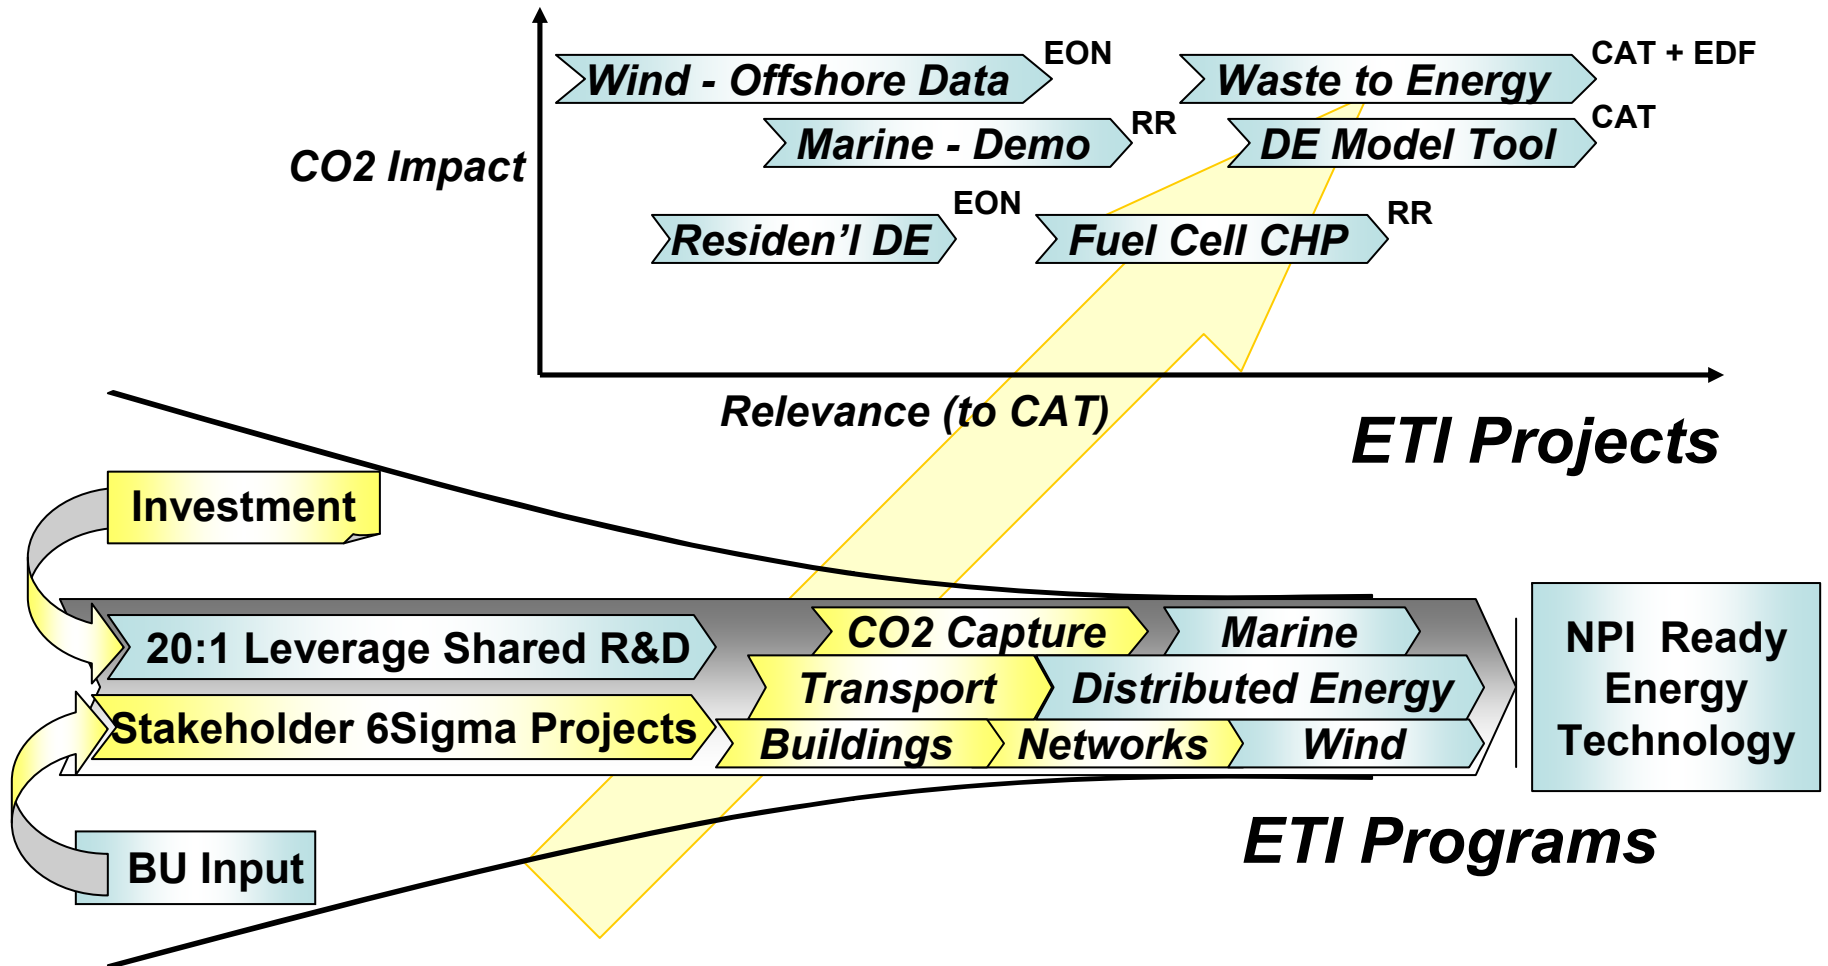 EON
CAT + EDF
Wind - Offshore Data
Waste to Energy
RR
CAT
Marine - Demo
DE Model Tool
CO2 Impact
EON
RR
Residen’l DE
Fuel Cell CHP
Relevance (to CAT)
ETI Projects
Investment
20:1 Leverage Shared R&D
CO2 Capture
Marine
Transport
Distributed Energy
Stakeholder 6Sigma Projects
Buildings
Networks
Wind
NPI Ready
Energy
Technology
BU Input
ETI Programs